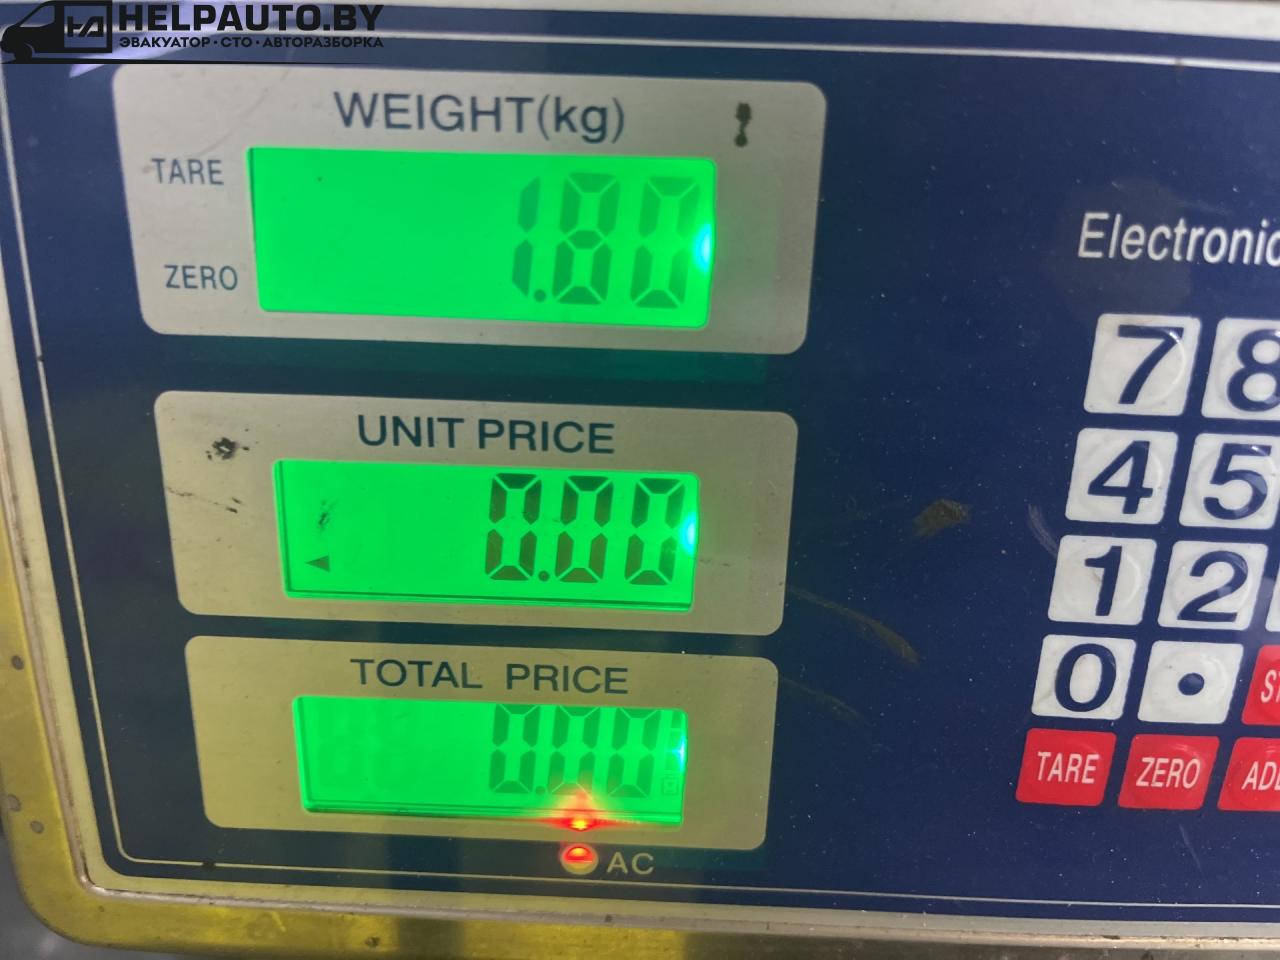 HELPAUTO.BY
ЭВАКУАТОР · СТО · АВТОРАЗБОРКА
WEIGHT(kg)
TARE
1.80
ZERO
Electronic
UNIT PRICE
0.00
TOTAL PRICE
0.00
AC
7 8
4 5
1 2
0 .
TARE ZERO